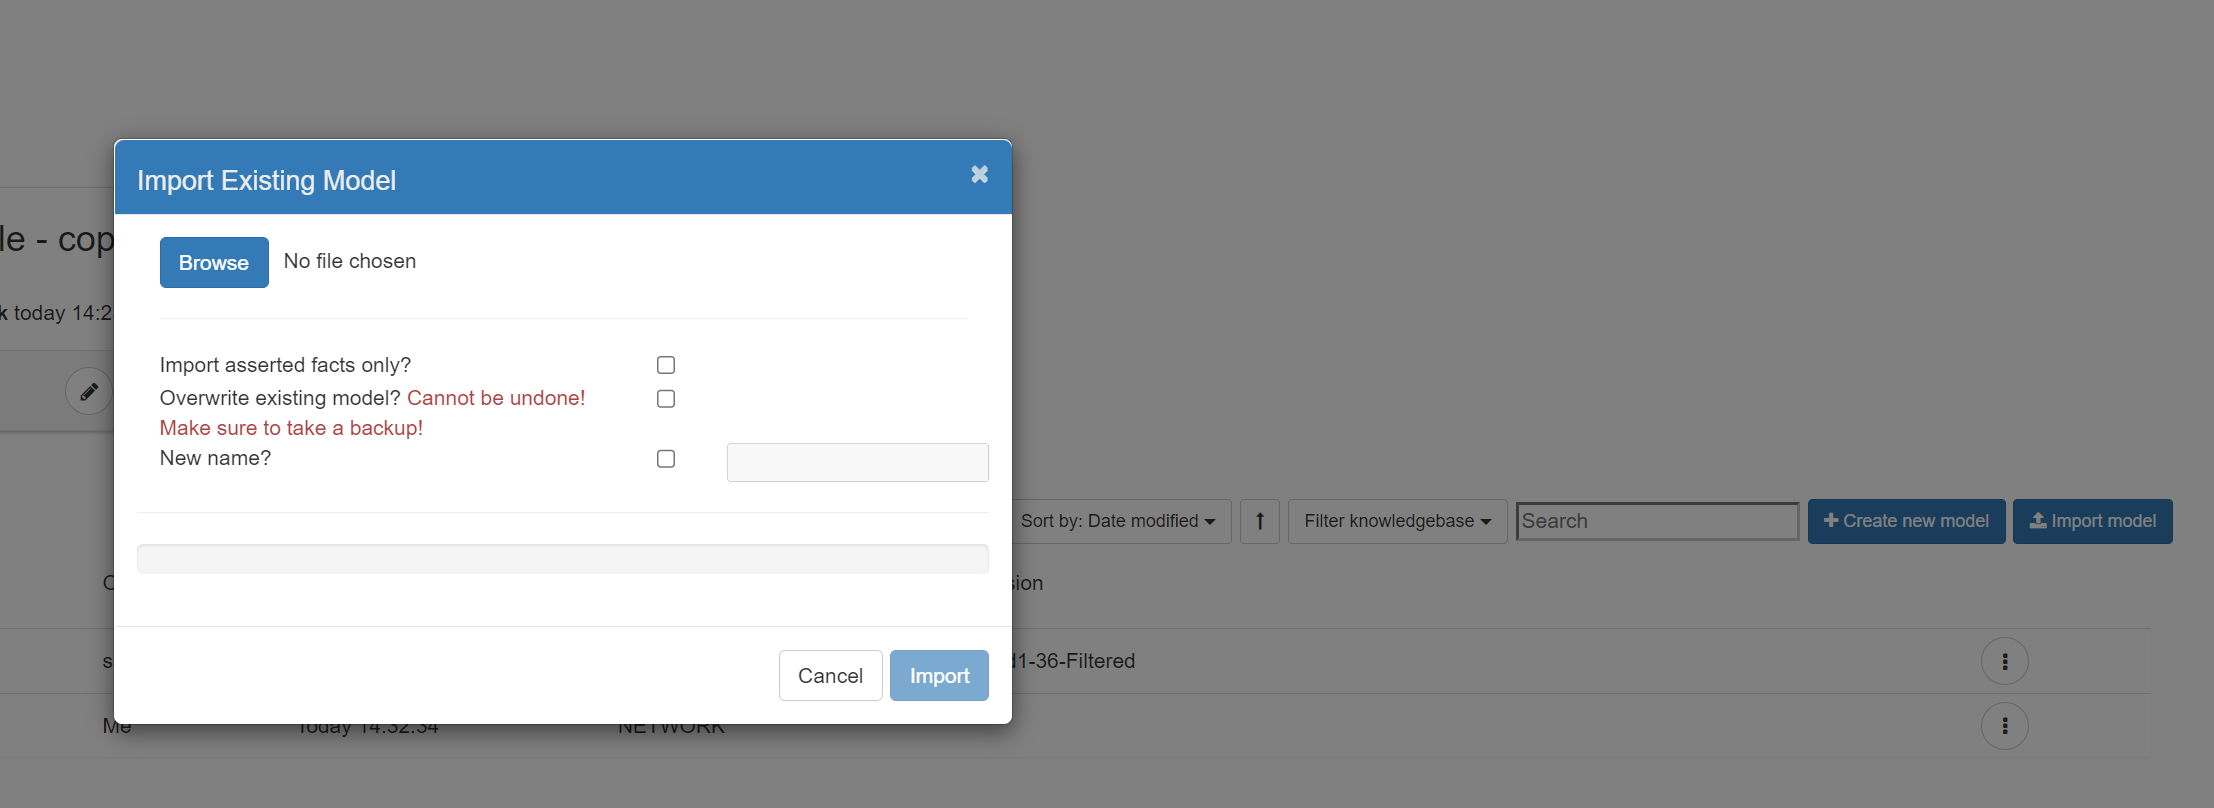 Import Existing Model
le - cop
Browse No file chosen
k today 14:2
Import asserted facts only?
Overwrite existing model? Cannot be undone!
Make sure to take a backup!
New name?
Sort by: Date modified Filter knowledgebase Search Create new model Import model
sion
s d1-36-Filtered
Cancel Import
Me Today 14:32:34 NETWORK